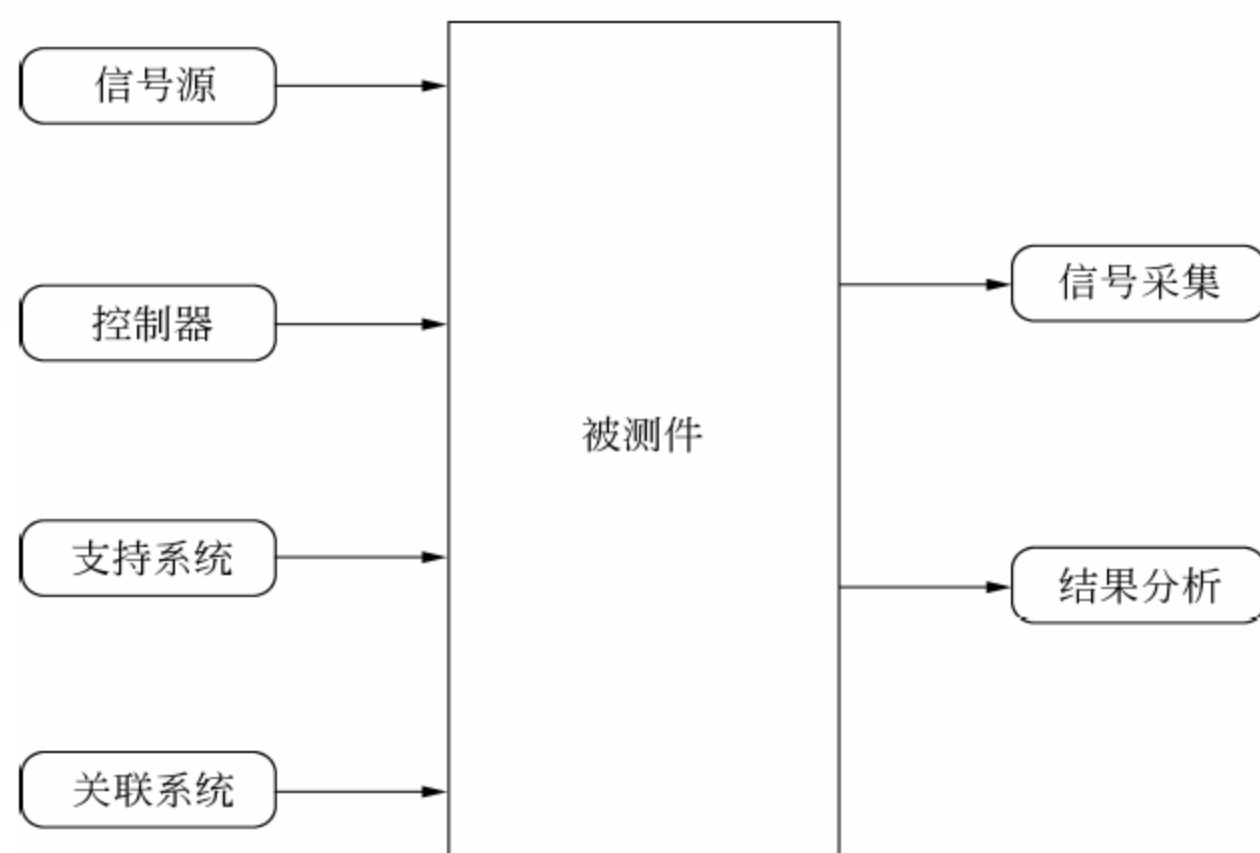 信号源
控制器
支持系统
关联系统
被测件
信号采集
结果分析